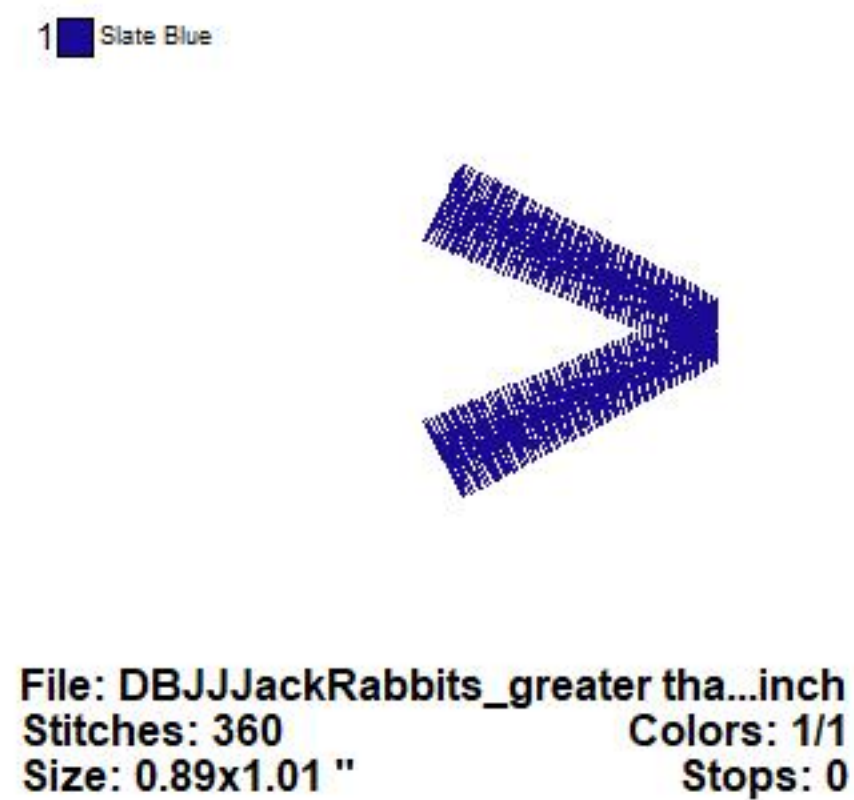 1 Slate Blue
File: DBJJJackRabbits_greater tha...inch
Stitches: 360 Colors: 1/1
Size: 0.89x1.01 " Stops: 0